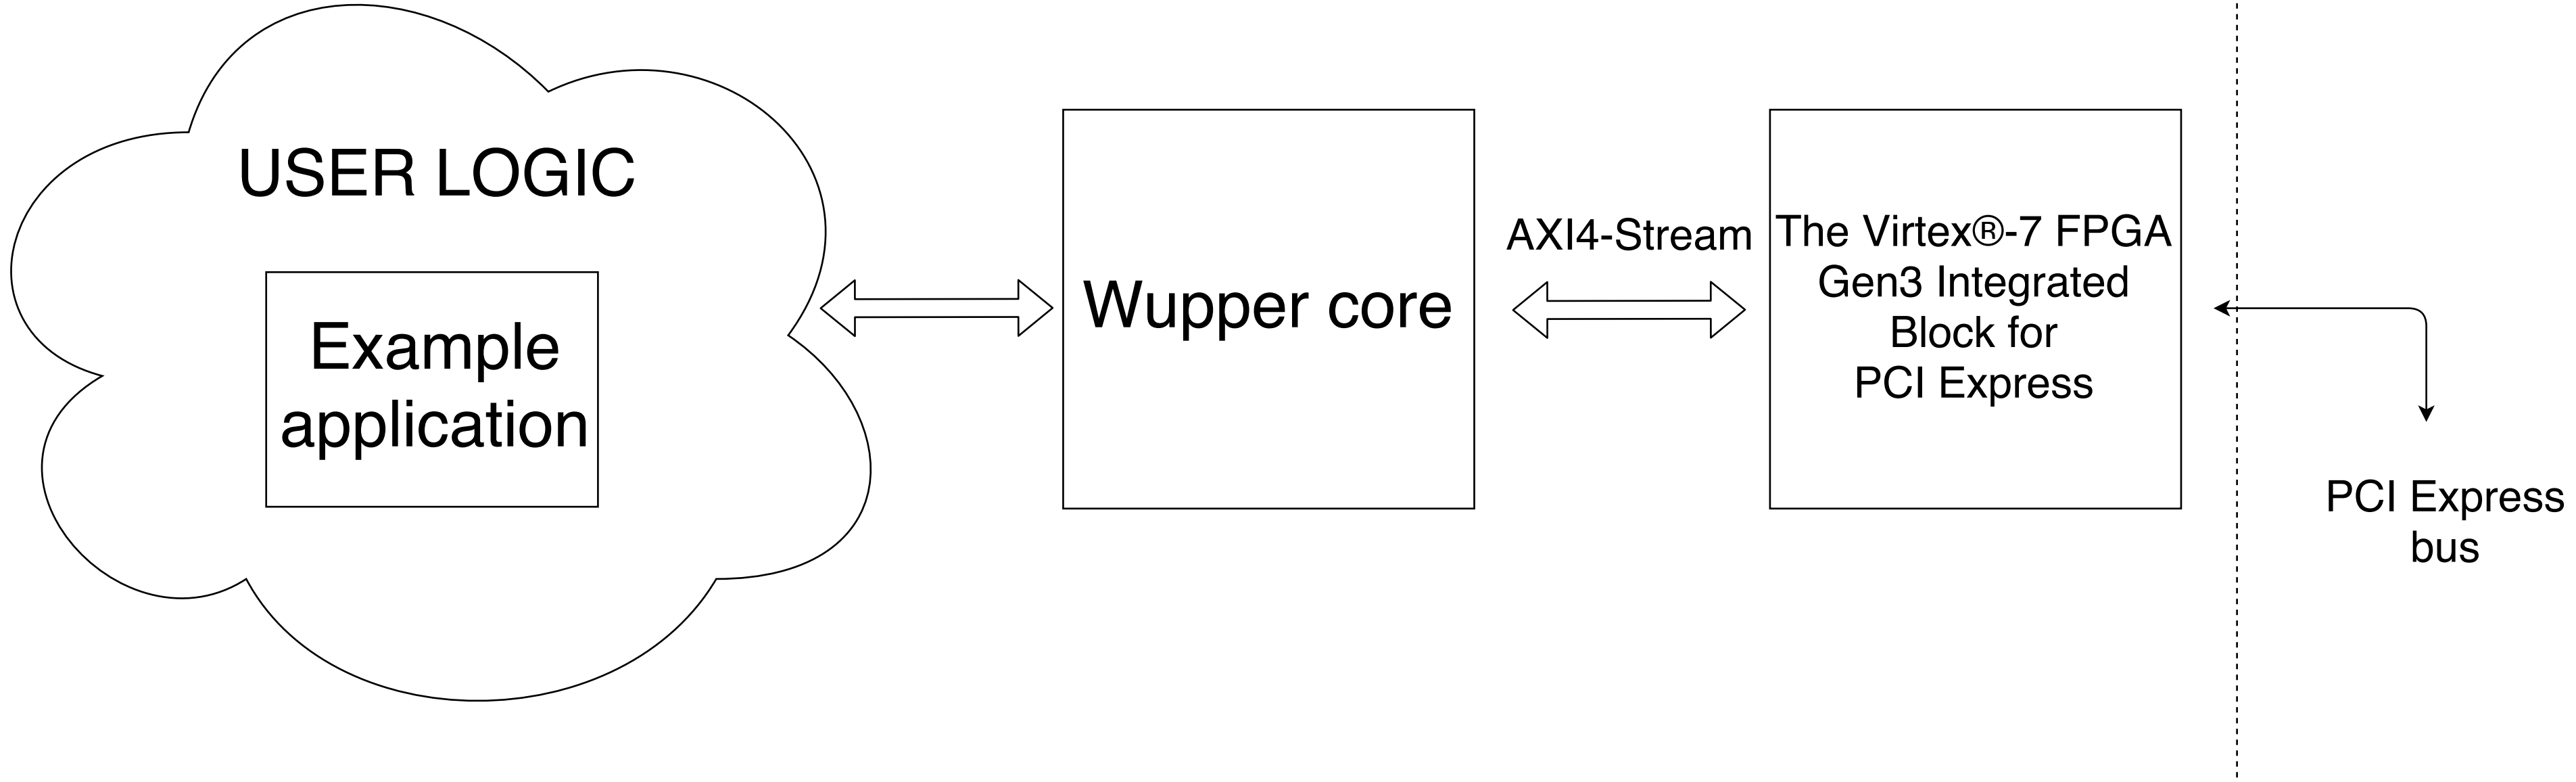 USER LOGIC
Example
application
Wupper core
AXI4-Stream
The Virtex®-7 FPGA
Gen3 Integrated
Block for
PCI Express
PCI Express
bus